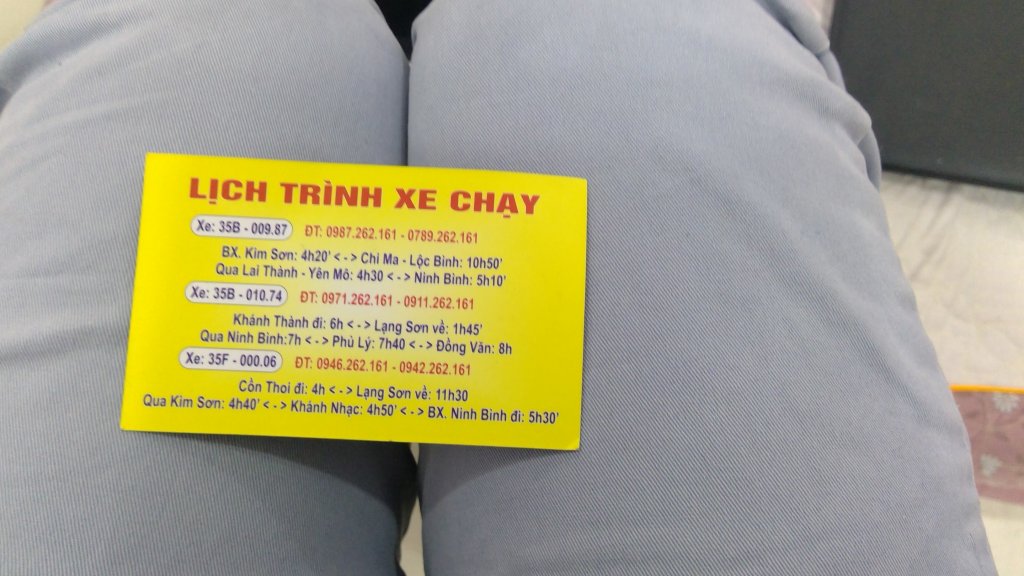 LỊCH TRÌNH XE CHẠY
Xe: 35B - 009.87 ĐT: 0987.262.161 - 0789.262.161
BX. Kim Sơn: 4h20' < - > Chi Ma - Lộc Bình: 10h50'
Qua Lai Thành - Yên Mô: 4h30 < - > Ninh Bình: 5h10'
Xe: 35B - 010.74 ĐT: 0971.262.161 - 0911.262.161
Khánh Thành đi: 6h < - > Lạng Sơn về: 1h45'
Qua Ninh Bình:7h < - > Phủ Lý: 7h40 < - > Đồng Văn: 8h
Xe: 35F - 000.06 ĐT: 0946.262.161 - 0942.262.161
Cồn Thoi đi: 4h < - > Lạng Sơn về: 11h30
Qua Kim Sơn: 4h40' < - > Khánh Nhạc: 4h50' < - > BX. Ninh Bình đi: 5h30'